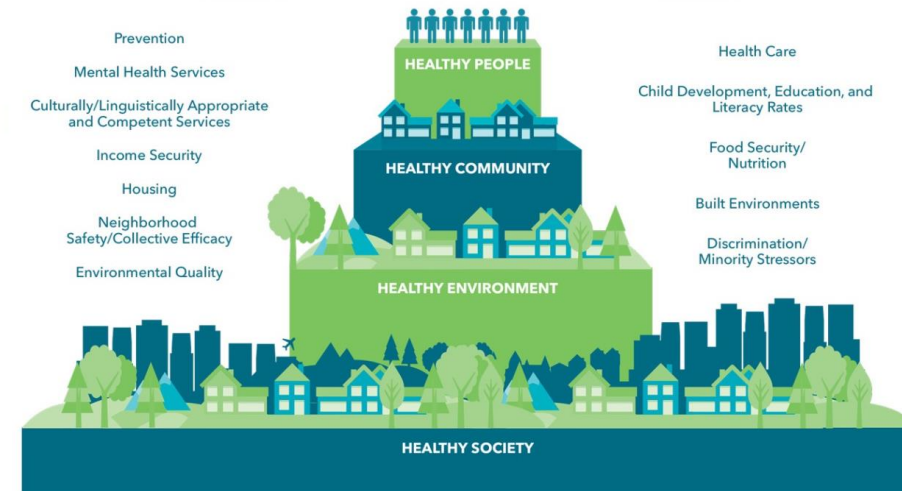 Prevention
Mental Health Services
Culturally/Linguistically Appropriate
and Competent Services
Income Security
Housing
Neighborhood
Safety/Collective Efficacy
Environmental Quality
HEALTHY PEOPLE
HEALTHY COMMUNITY
HEALTHY ENVIRONMENT
HEALTHY SOCIETY
Health Care
Child Development, Education, and
Literacy Rates
Food Security/
Nutrition
Built Environments
Discrimination/
Minority Stressors